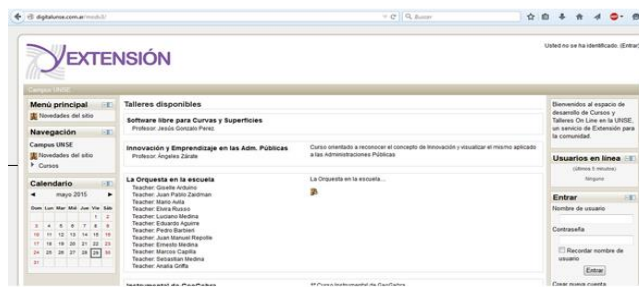 digitalunse.com.ar/moodle2/
Buscar
EXTENSIÓN
Usted no se ha identificado. (Entrar)
Campus UNSE
Menú principal
Novedades del sitio
Navegación
Campus UNSE
Novedades del sitio
Cursos
Calendario
mayo 2015
Dom Lun Mar Mié Jue Vie Sáb
1 2
3 4 5 6 7 8 9
10 11 12 13 14 15 16
17 18 19 20 21 22 23
24 25 26 27 28 29 30
31
Talleres disponibles
Software libre para Curvas y Superficies
Profesor: Jesús Gonzalo Perez
Innovación y Emprendizaje en las Adm. Públicas
Profesor: Ángeles Zárate
Curso orientado a reconocer el concepto de Innovación y visualizar el mismo aplicado
a las Administraciones Públicas
La Orquesta en la escuela
Teacher: Giselle Arduino
Teacher: Juan Pablo Zaidman
Teacher: Mario Avila
Teacher: Elvira Russo
Teacher: Luciano Medina
Teacher: Eduardo Aguirre
Teacher: Pedro Barbieri
Teacher: Juan Manuel Repolle
Teacher: Ernesto Medina
Teacher: Marcos Capilla
Teacher: Sebastian Medina
Teacher: Analía Griffa
La Orquesta en la escuela...
Instrumental de GeoGebra
** Curso Instrumental de GeoGebra
Bienvenidos al espacio de
desarrollo de Cursos y
Talleres On Line en la UNSE,
un servicio de Extensión para
la comunidad.
Usuarios en línea
(últimos 5 minutos)
Ninguno
Entrar
Nombre de usuario
Contraseña
Recordar nombre de
usuario
Entrar
Crear nueva cuenta